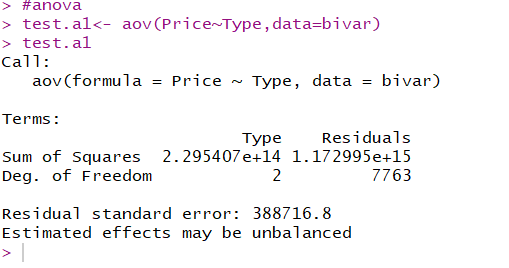 > #anova
> test.a1<- aov(Price~Type,data=bivar)
> test.a1
Call:
   aov(formula = Price ~ Type, data = bivar)

Terms:
                        Type    Residuals
Sum of Squares  2.295407e+14 1.172995e+15
Deg. of Freedom            2         7763

Residual standard error: 388716.8
Estimated effects may be unbalanced
>